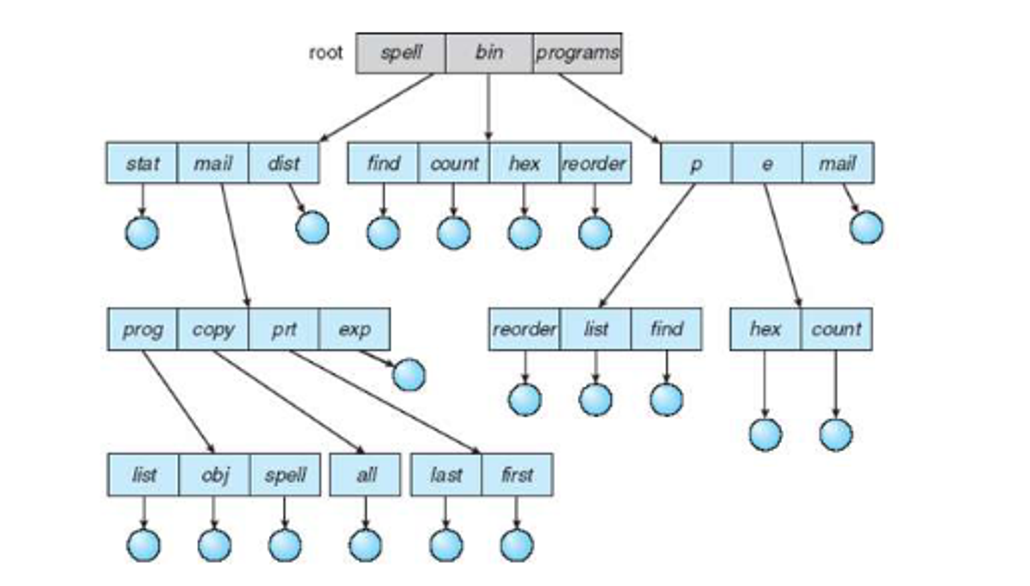 root spell bin programs
stat mail dist find count hex reorder p e mail
prog copy prt exp reorder list find hex count
list obj spell all last first